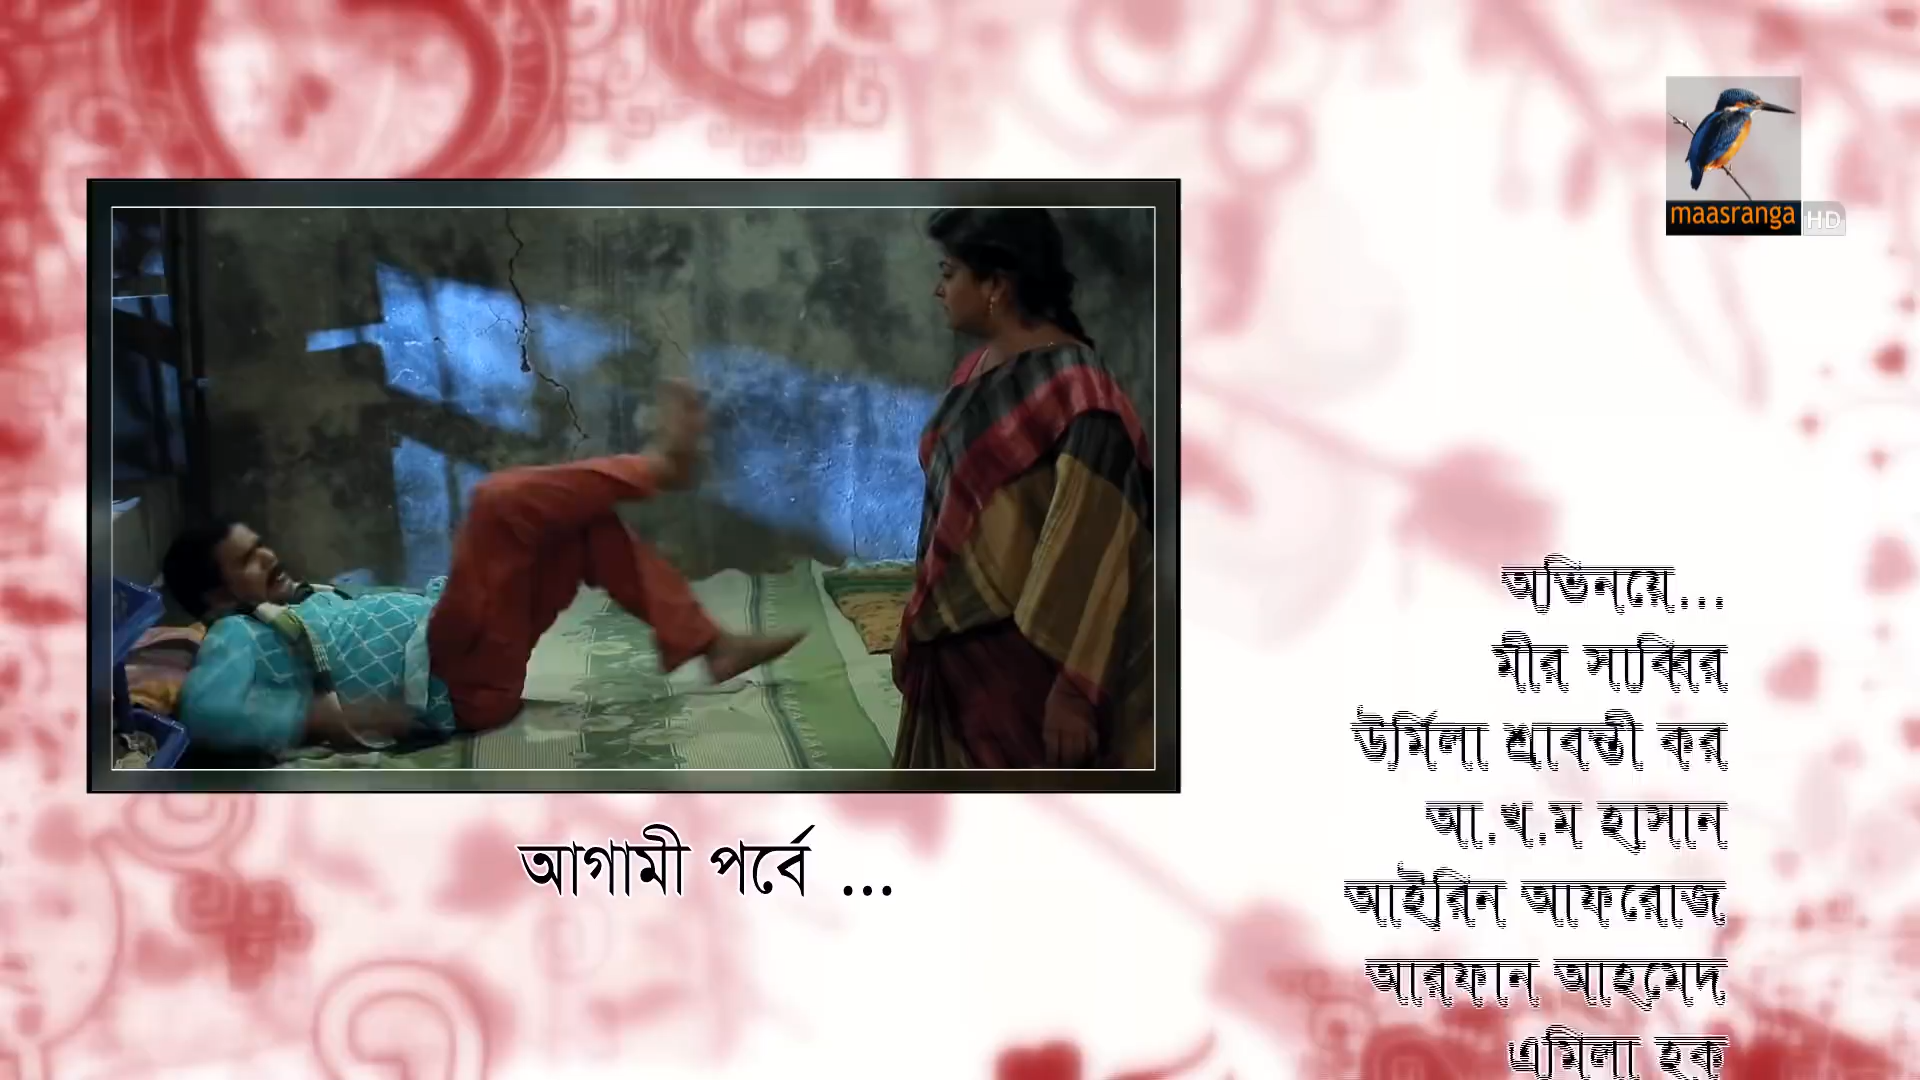 maasranga HD
অভিনয়ে...
মীর সাব্বির
উর্মিলা শ্রাবন্তী কর
আ.খ.ম হাসান
আইরিন আফরোজ
আরফান আহমেদ
এমিলা হক
আগামী পর্বে ...